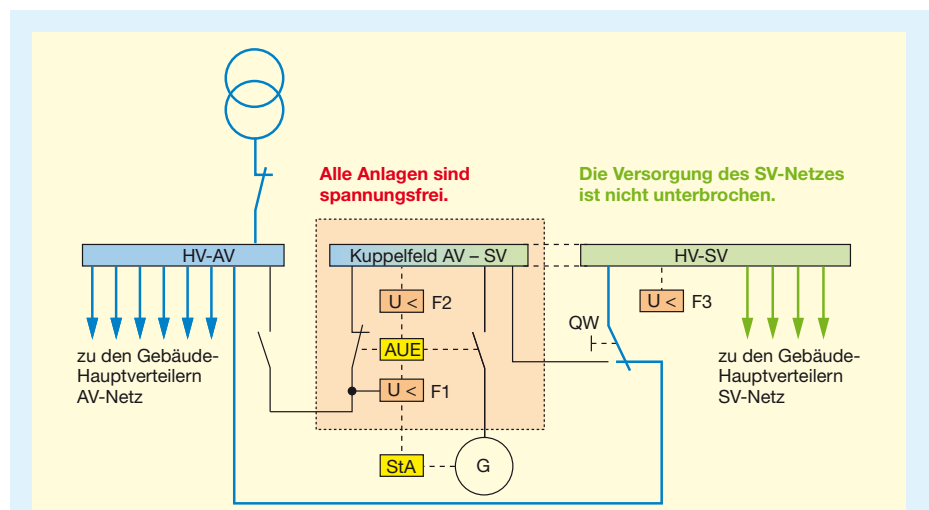 Alle Anlagen sind
spannungsfrei.
Die Versorgung des SV-Netzes
ist nicht unterbrochen.
HV-AV
Kuppelfeld AV – SV
HV-SV
U < F2
U < F3
QW
AUE
zu den Gebäude-
Hauptverteilern
AV-Netz
zu den Gebäude-
Hauptverteilern
SV-Netz
U < F1
StA
G